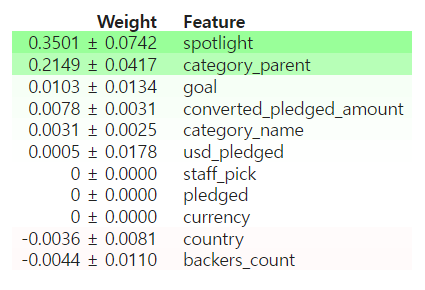 Weight Feature
0.3501 ± 0.0742 spotlight
0.2149 ± 0.0417 category_parent
0.0103 ± 0.0134 goal
0.0078 ± 0.0031 converted_pledged_amount
0.0031 ± 0.0025 category_name
0.0005 ± 0.0178 usd_pledged
0 ± 0.0000 staff_pick
0 ± 0.0000 pledged
0 ± 0.0000 currency
-0.0036 ± 0.0081 country
-0.0044 ± 0.0110 backers_count